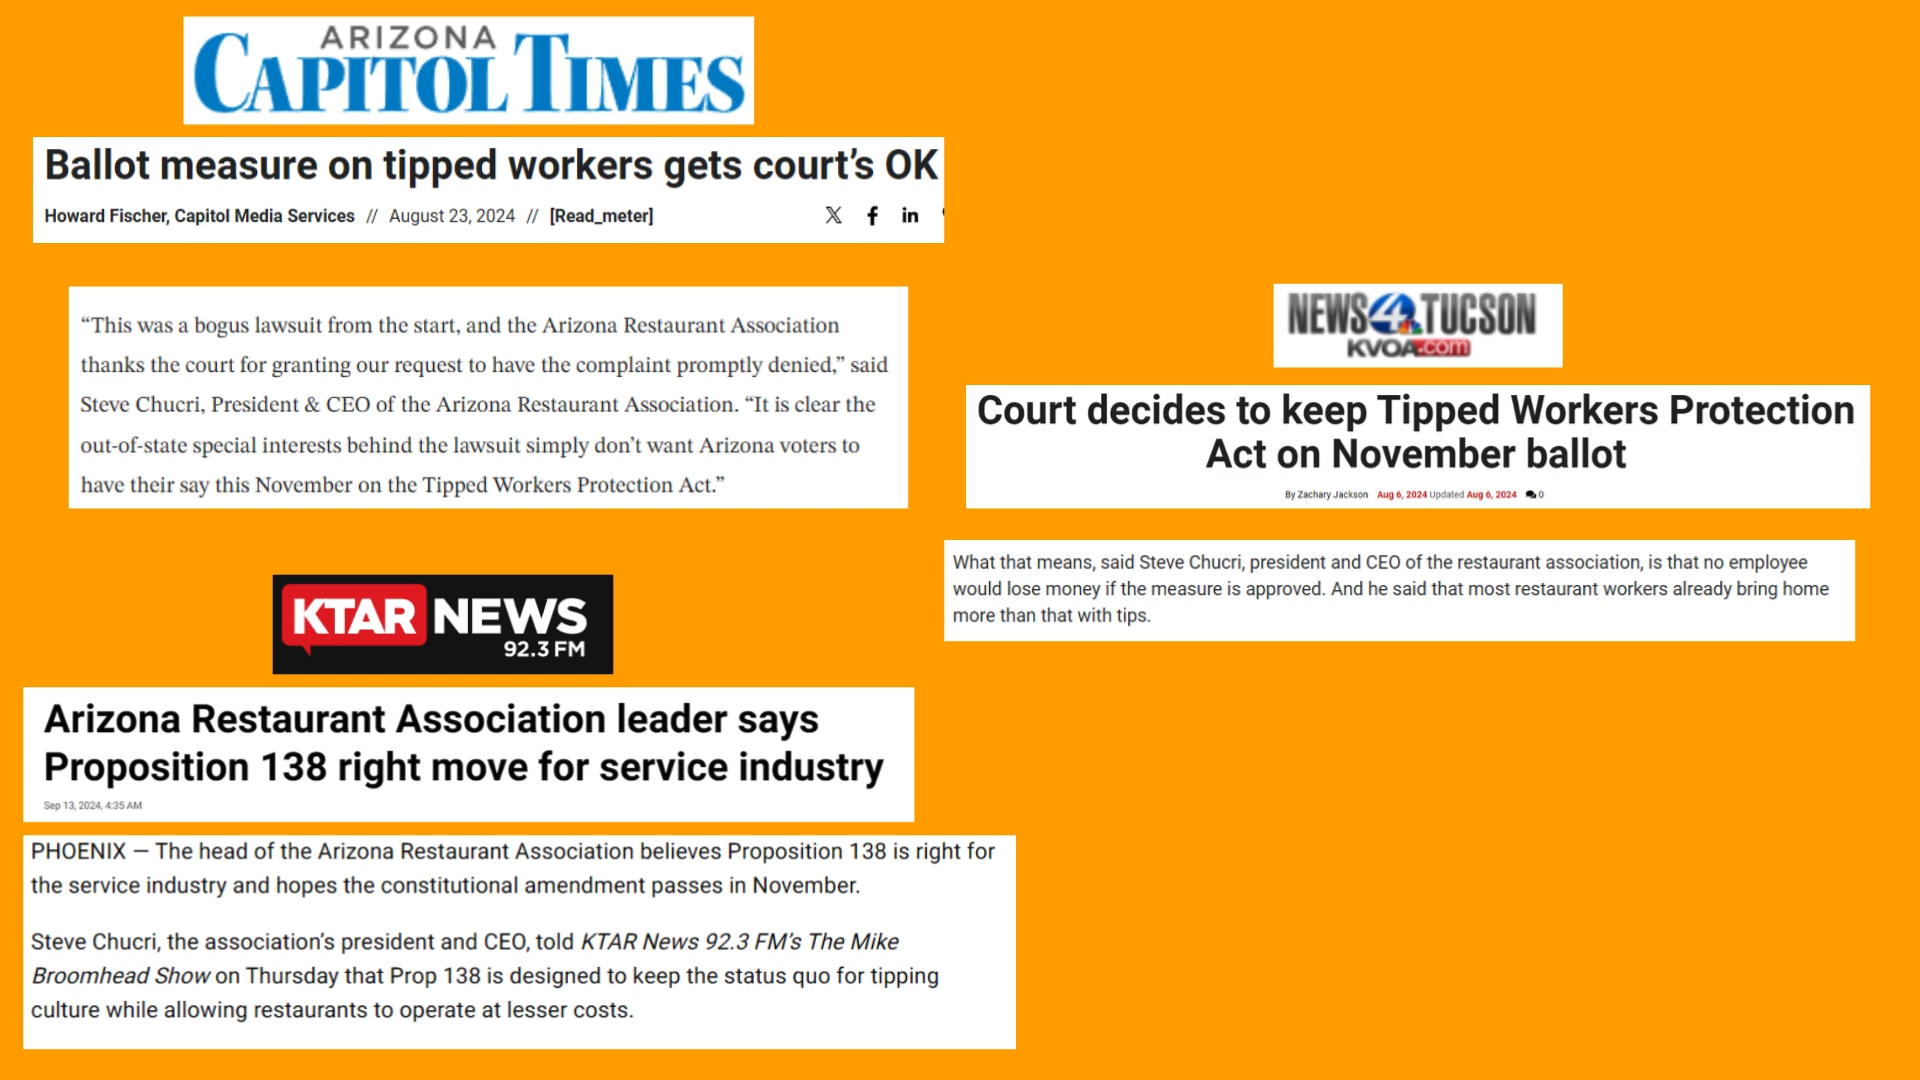 ARIZONA
CAPITOL TIMES
Ballot measure on tipped workers gets court’s OK
Howard Fischer, Capitol Media Services // August 23, 2024 // [Read_meter]
“This was a bogus lawsuit from the start, and the Arizona Restaurant Association
thanks the court for granting our request to have the complaint promptly denied,” said
Steve Chucri, President & CEO of the Arizona Restaurant Association. “It is clear the
out-of-state special interests behind the lawsuit simply don’t want Arizona voters to
have their say this November on the Tipped Workers Protection Act.”
KTAR NEWS
92.3 FM
Arizona Restaurant Association leader says
Proposition 138 right move for service industry
Sep 13, 2024, 4:35 AM
PHOENIX — The head of the Arizona Restaurant Association believes Proposition 138 is right for
the service industry and hopes the constitutional amendment passes in November.
Steve Chucri, the association’s president and CEO, told KTAR News 92.3 FM’s The Mike
Broomhead Show on Thursday that Prop 138 is designed to keep the status quo for tipping
culture while allowing restaurants to operate at lesser costs.
NEWS 4 TUCSON
KVOA.com
Court decides to keep Tipped Workers Protection
Act on November ballot
By Zachary Jackson Aug 6, 2024 Updated Aug 6, 2024 0
What that means, said Steve Chucri, president and CEO of the restaurant association, is that no employee
would lose money if the measure is approved. And he said that most restaurant workers already bring home
more than that with tips.